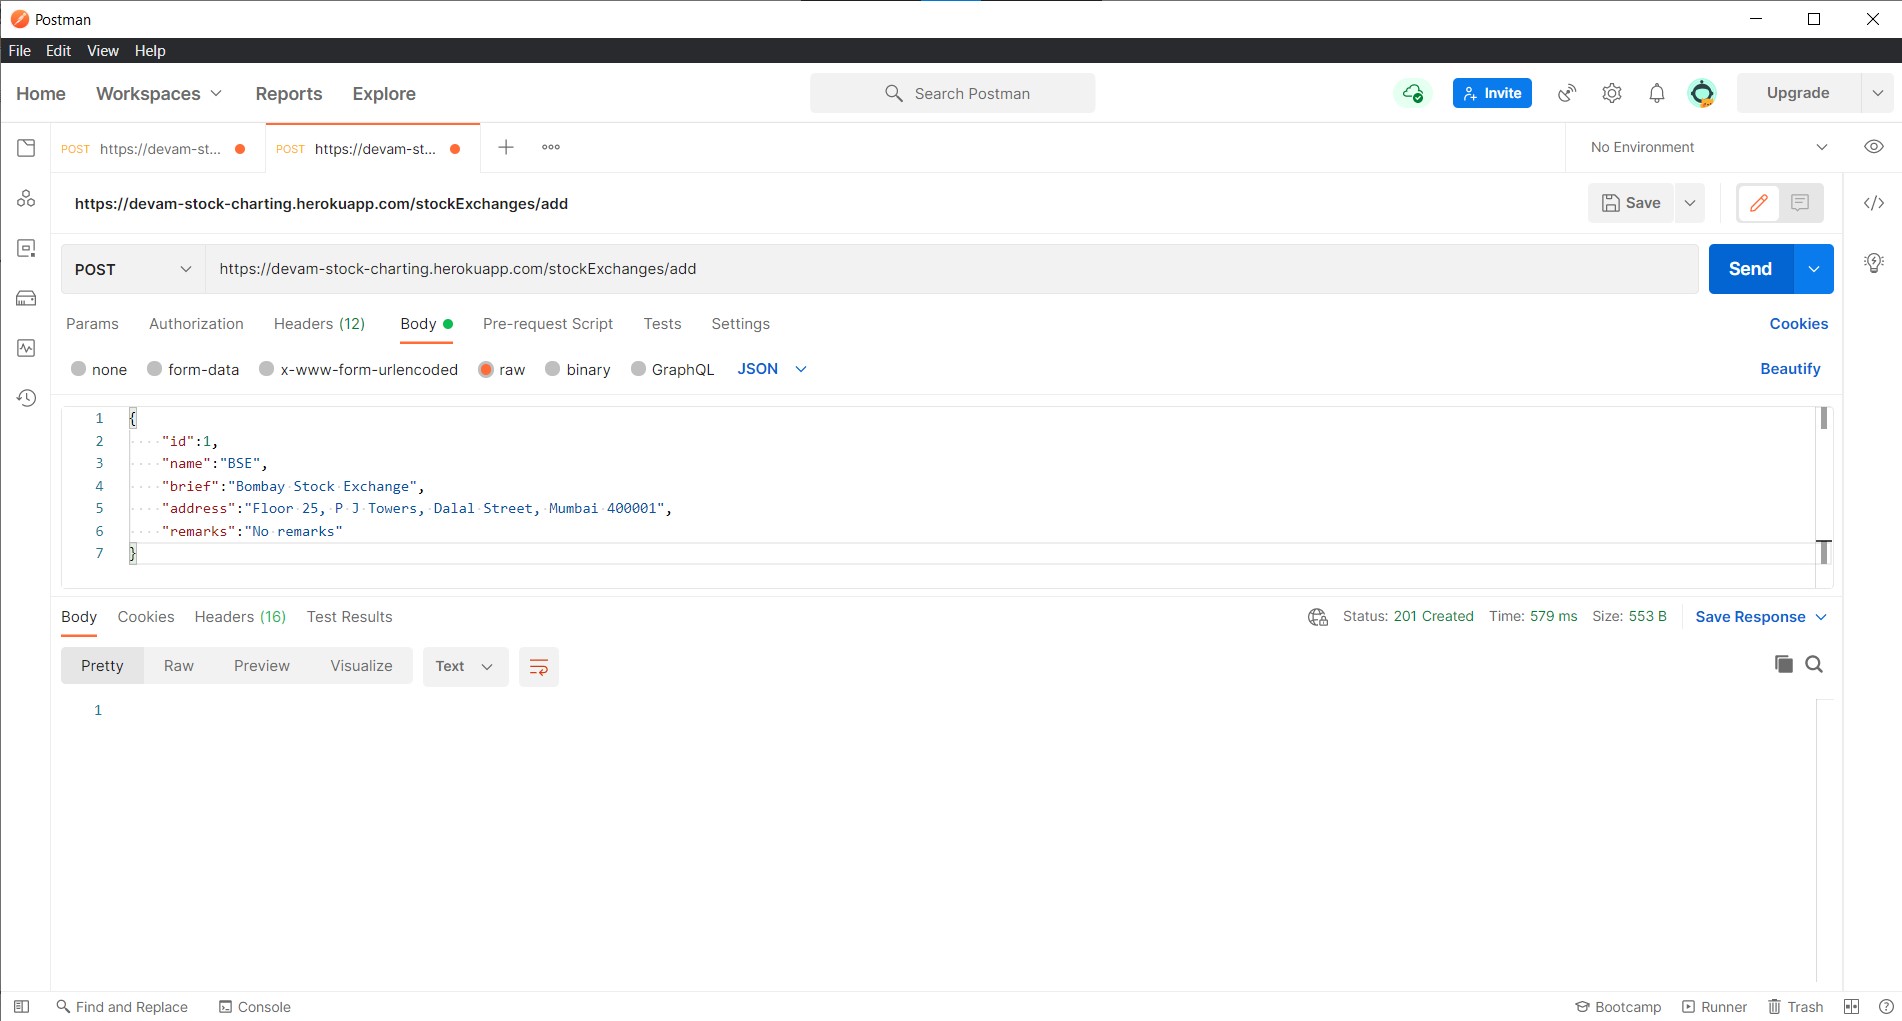 Postman
File Edit View Help
Home Workspaces Reports Explore Search Postman Invite Upgrade
POST https://devam-st... POST https://devam-st... No Environment
https://devam-stock-charting.herokuapp.com/stockExchanges/add Save
POST https://devam-stock-charting.herokuapp.com/stockExchanges/add Send
Params Authorization Headers (12) Body Pre-request Script Tests Settings Cookies
none form-data x-www-form-urlencoded raw binary GraphQL JSON Beautify
1 {
2 "id":1,
3 "name":"BSE",
4 "brief":"Bombay Stock Exchange",
5 "address":"Floor 25, P J Towers, Dalal Street, Mumbai 400001",
6 "remarks":"No remarks"
7 }
Body Cookies Headers (16) Test Results Status: 201 Created Time: 579 ms Size: 553 B Save Response
Pretty Raw Preview Visualize Text
1
Find and Replace Console Bootcamp Runner Trash